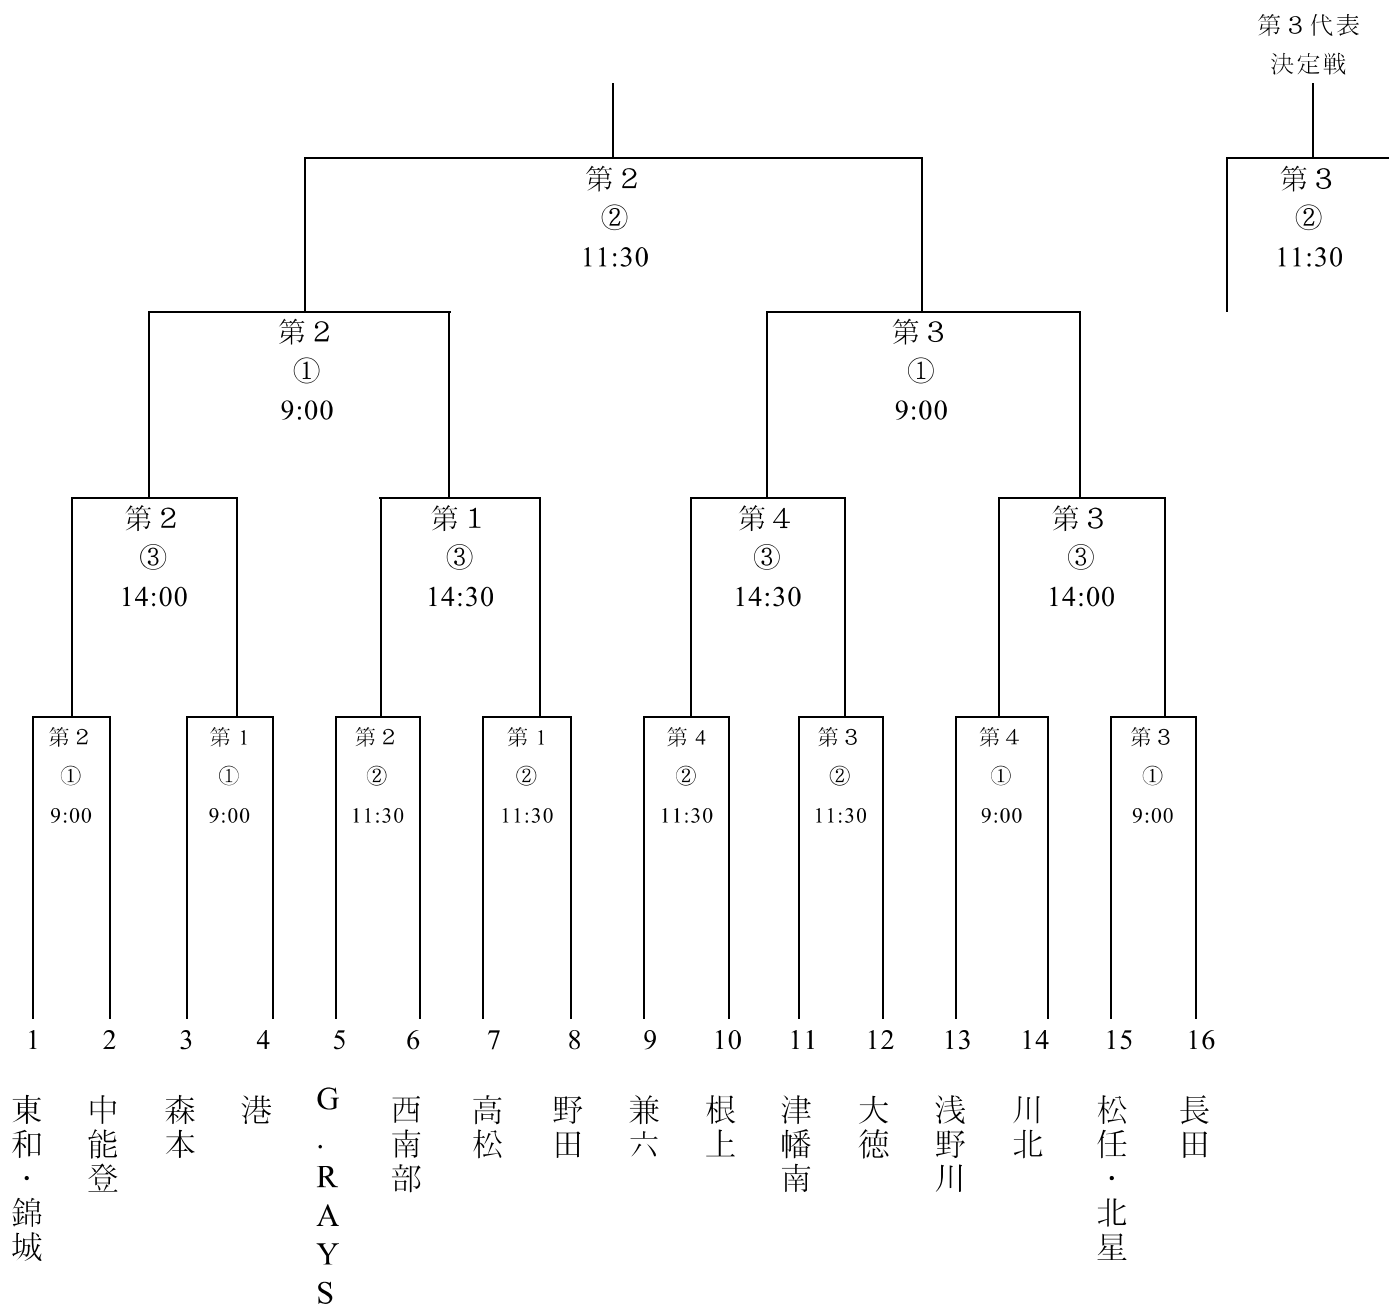 第３代表
決定戦
第２
②
11:30
第３
②
11:30
第２
①
9:00
第３
①
9:00
第２
③
14:00
第１
③
14:30
第４
③
14:30
第３
③
14:00
第２
①
9:00
第１
①
9:00
第２
②
11:30
第１
②
11:30
第４
②
11:30
第３
②
11:30
第４
①
9:00
第３
①
9:00
1
2
3
4
5
6
7
8
9
10
11
12
13
14
15
16
東和・錦城
中能登
森本
港
G.RAYS
西南部
高松
野田
兼六
根上
津幡南
大徳
浅野川
川北
松任・北星
長田